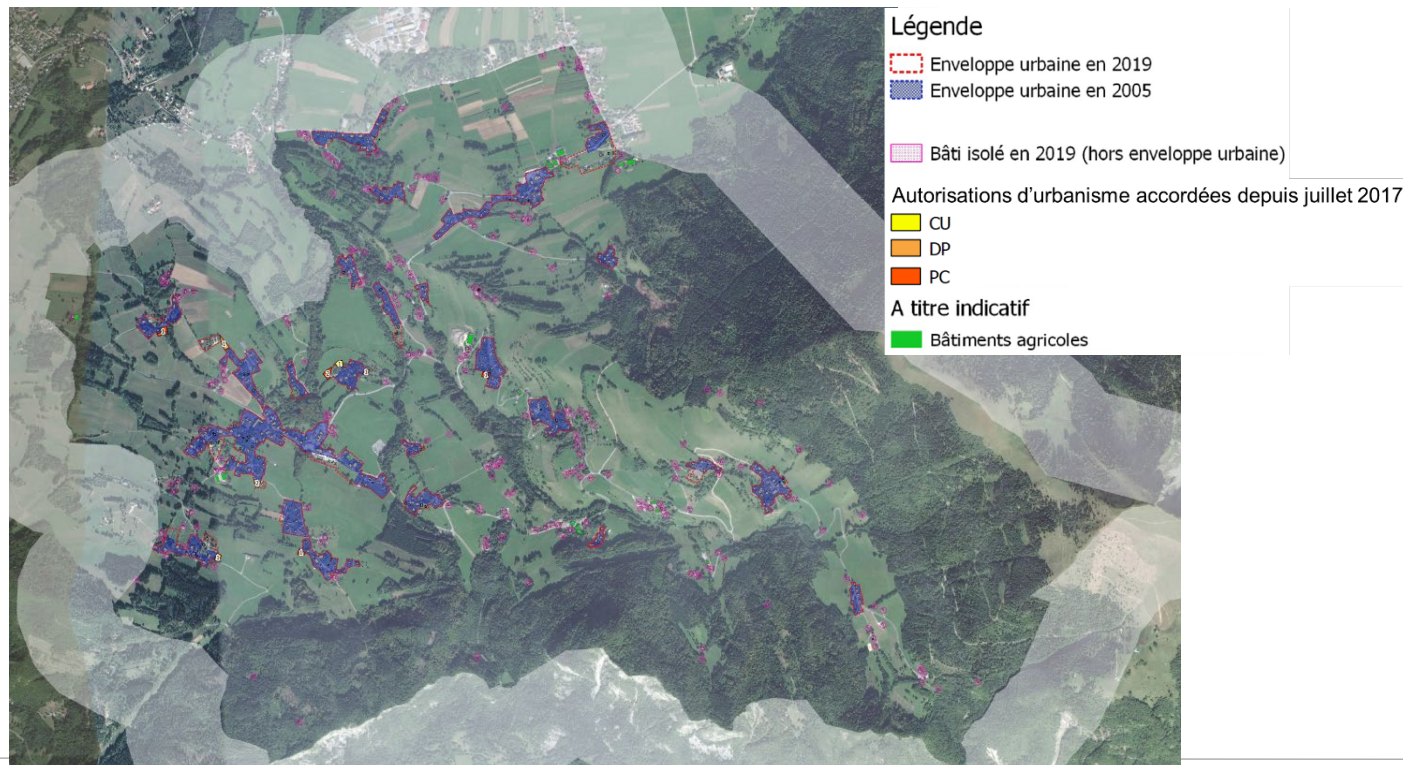 Légende
Enveloppe urbaine en 2019
Enveloppe urbaine en 2005
Bâti isolé en 2019 (hors enveloppe urbaine)
Autorisations d'urbanisme accordées depuis juillet 2017
CU
DP
PC
A titre indicatif
Bâtiments agricoles